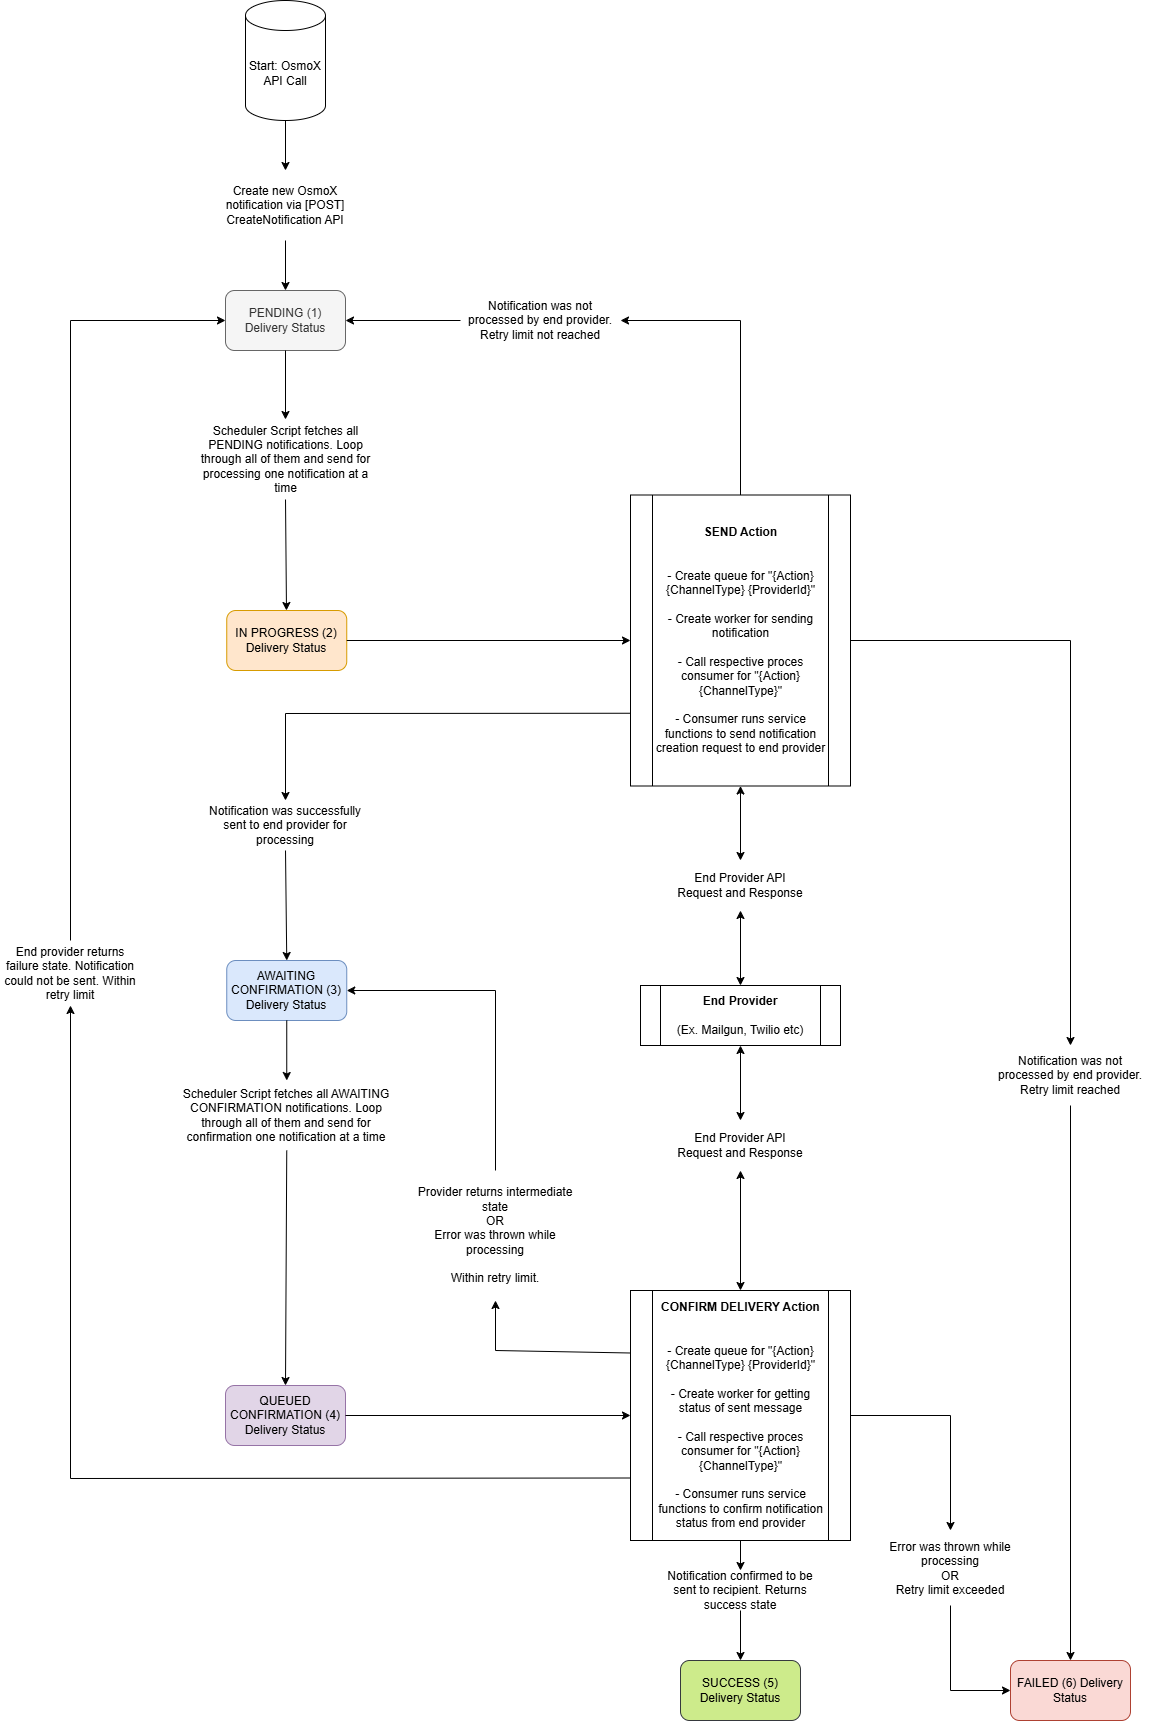 Start: OsmoX
API Call
Create new OsmoX
notification via [POST]
CreateNotification API
PENDING (1)
Delivery Status
Notification was not
processed by end provider.
Retry limit not reached
Scheduler Script fetches all
PENDING notifications. Loop
through all of them and send for
processing one notification at a
time
SEND Action
- Create queue for "{Action}
{ChannelType} {ProviderId}"
- Create worker for sending
notification
- Call respective proces
consumer for "{Action}
{ChannelType}"
- Consumer runs service
functions to send notification
creation request to end provider
IN PROGRESS (2)
Delivery Status
Notification was successfully
sent to end provider for
processing
End Provider API
Request and Response
End provider returns
failure state. Notification
could not be sent. Within
retry limit
AWAITING
CONFIRMATION (3)
Delivery Status
End Provider
(Ex. Mailgun, Twilio etc)
Notification was not
processed by end provider.
Retry limit reached
Scheduler Script fetches all AWAITING
CONFIRMATION notifications. Loop
through all of them and send for
confirmation one notification at a time
End Provider API
Request and Response
Provider returns intermediate
state
OR
Error was thrown while
processing
Within retry limit.
CONFIRM DELIVERY Action
- Create queue for "{Action}
{ChannelType} {ProviderId}"
- Create worker for getting
status of sent message
- Call respective proces
consumer for "{Action}
{ChannelType}"
- Consumer runs service
functions to confirm notification
status from end provider
QUEUED
CONFIRMATION (4)
Delivery Status
Notification confirmed to be
sent to recipient. Returns
success state
Error was thrown while
processing
OR
Retry limit exceeded
SUCCESS (5)
Delivery Status
FAILED (6) Delivery
Status